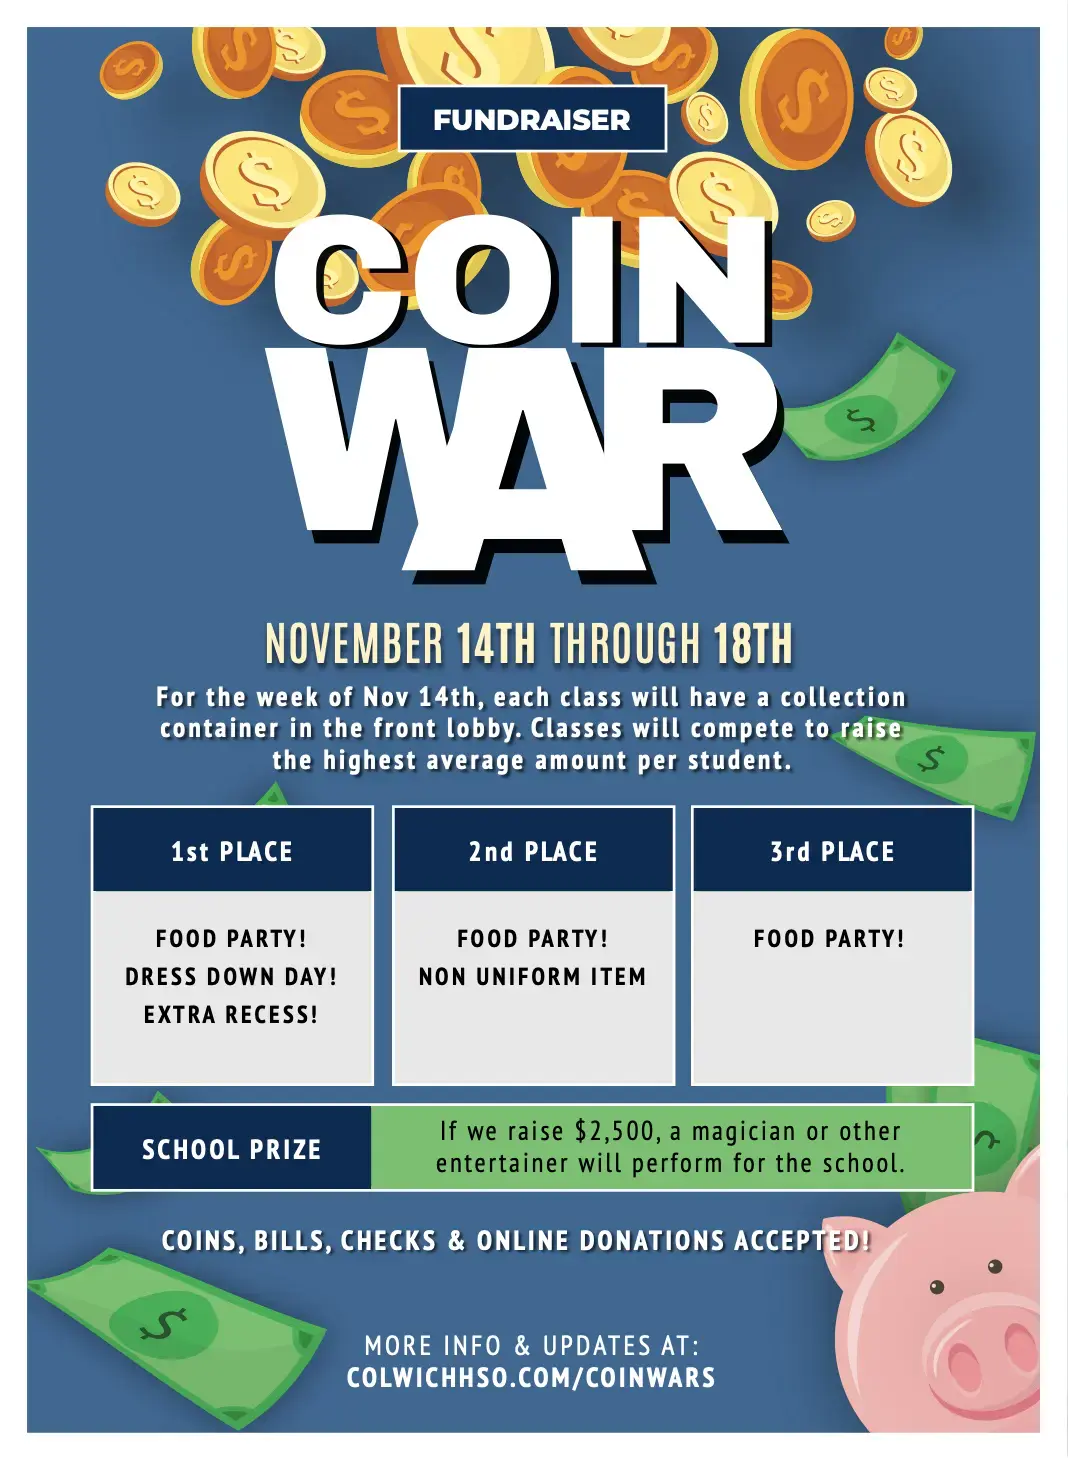 FUNDRAISER
COIN
WAR
NOVEMBER 14TH THROUGH 18TH
For the week of Nov 14th, each class will have a collection
container in the front lobby. Classes will compete to raise
the highest average amount per student.
1st PLACE
FOOD PARTY!
DRESS DOWN DAY!
EXTRA RECESS!
2nd PLACE
FOOD PARTY!
NON UNIFORM ITEM
3rd PLACE
FOOD PARTY!
SCHOOL PRIZE
If we raise $2,500, a magician or other
entertainer will perform for the school.
COINS, BILLS, CHECKS & ONLINE DONATIONS ACCEPTED!
MORE INFO & UPDATES AT:
COLWICHHSO.COM/COINWARS